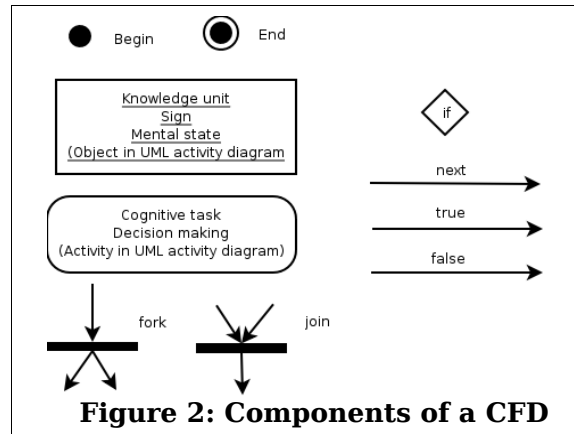 Begin
End
Knowledge unit
Sign
Mental state
(Object in UML activity diagram
if
next
Cognitive task
Decision making
(Activity in UML activity diagram)
true
false
fork
join
Figure 2: Components of a CFD